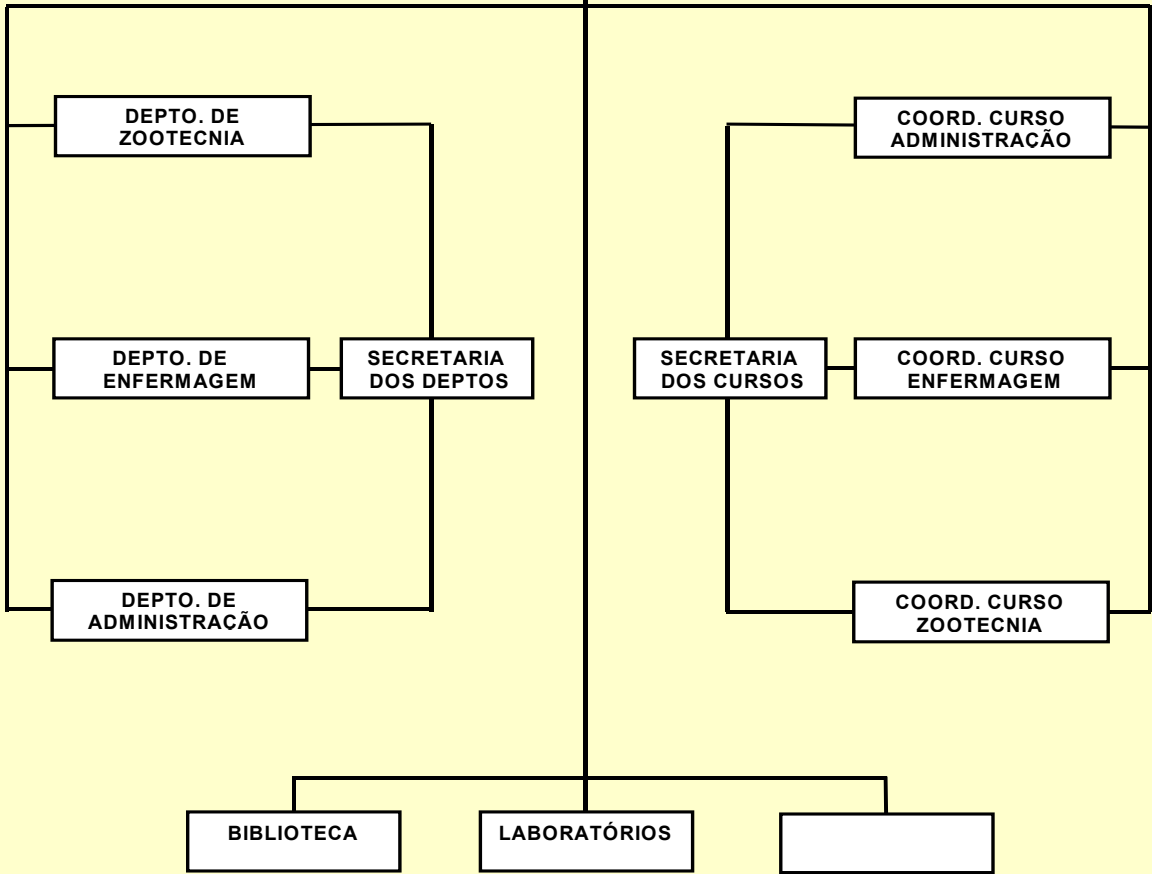 DEPTO. DE
ZOOTECNIA
COORD. CURSO
ADMINISTRAÇÃO
DEPTO. DE
ENFERMAGEM
SECRETARIA
DOS DEPTOS
SECRETARIA
DOS CURSOS
COORD. CURSO
ENFERMAGEM
DEPTO. DE
ADMINISTRAÇÃO
COORD. CURSO
ZOOTECNIA
BIBLIOTECA
LABORATÓRIOS